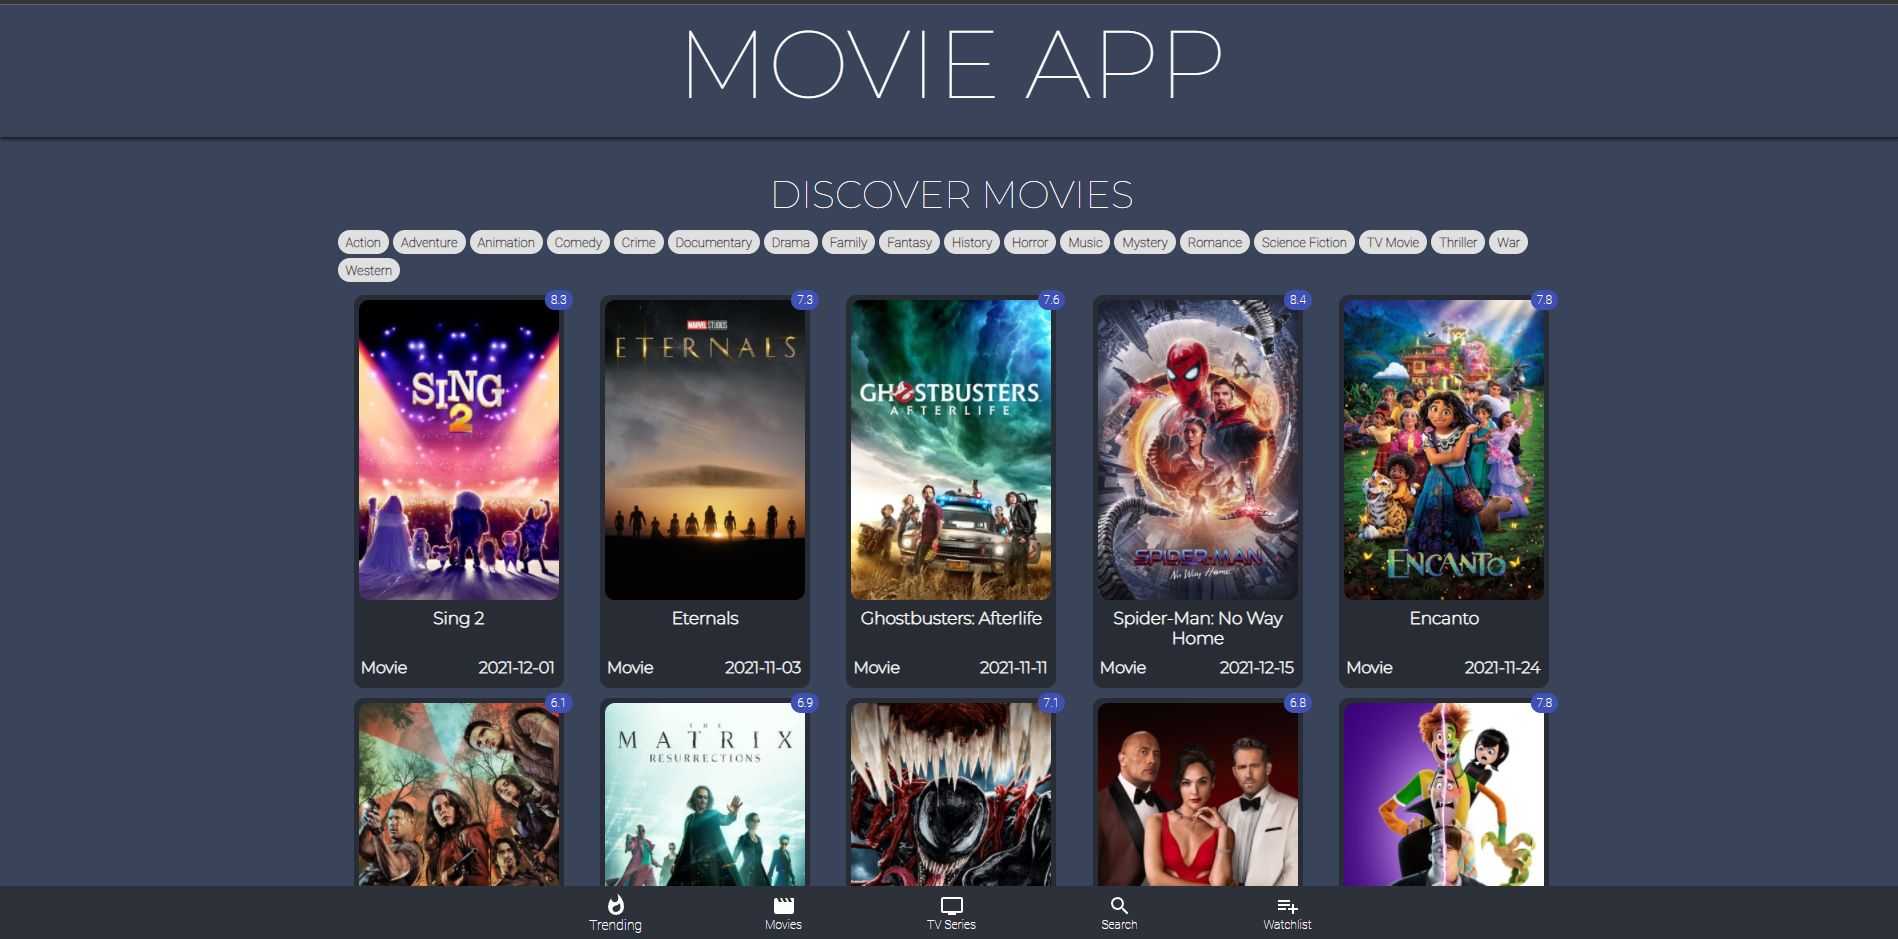 MOVIE APP
DISCOVER MOVIES
Action Adventure Animation Comedy Crime Documentary Drama Family Fantasy History Horror Music Mystery Romance Science Fiction TV Movie Thriller War
Western
8.3 7.3 7.6 8.4 7.8
SING
2
MARVEL STUDIOS
ETERNALS
GHOSTBUSTERS
AFTERLIFE
SPIDER-MAN
No Way Home
ENCANTO
Sing 2
Eternals
Ghostbusters: Afterlife
Spider-Man: No Way
Home
Encanto
Movie 2021-12-01
Movie 2021-11-03
Movie 2021-11-11
Movie 2021-12-15
Movie 2021-11-24
6.1 6.9 7.1 6.8 7.8
THE
MATRIX
RESURRECTIONS
Trending Movies TV Series Search Watchlist